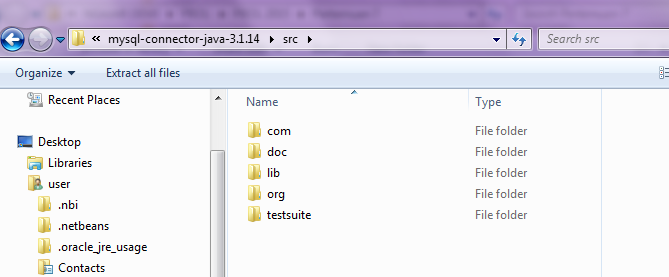 « mysql-connector-java-3.1.14 ▸ src ▸ Search src
Organize Extract all files
Recent Places
Desktop
Libraries
user
.nbi
.netbeans
.oracle_jre_usage
Contacts
Name Type
com File folder
doc File folder
lib File folder
org File folder
testsuite File folder